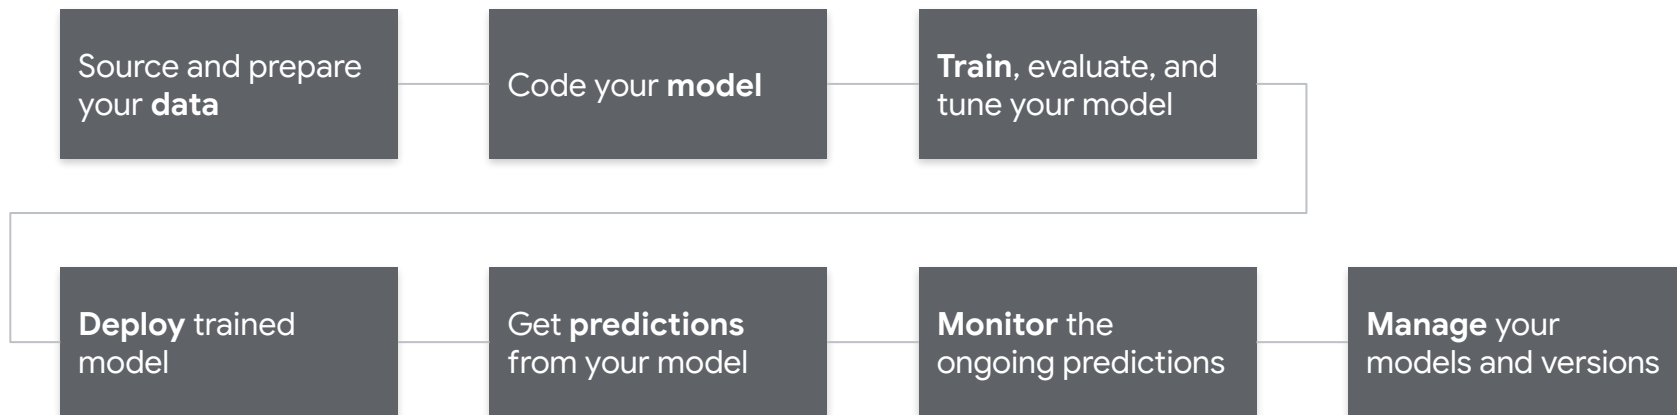 Source and prepare
your data
Code your model
Train, evaluate, and
tune your model
Deploy trained
model
Get predictions
from your model
Monitor the
ongoing predictions
Manage your
models and versions